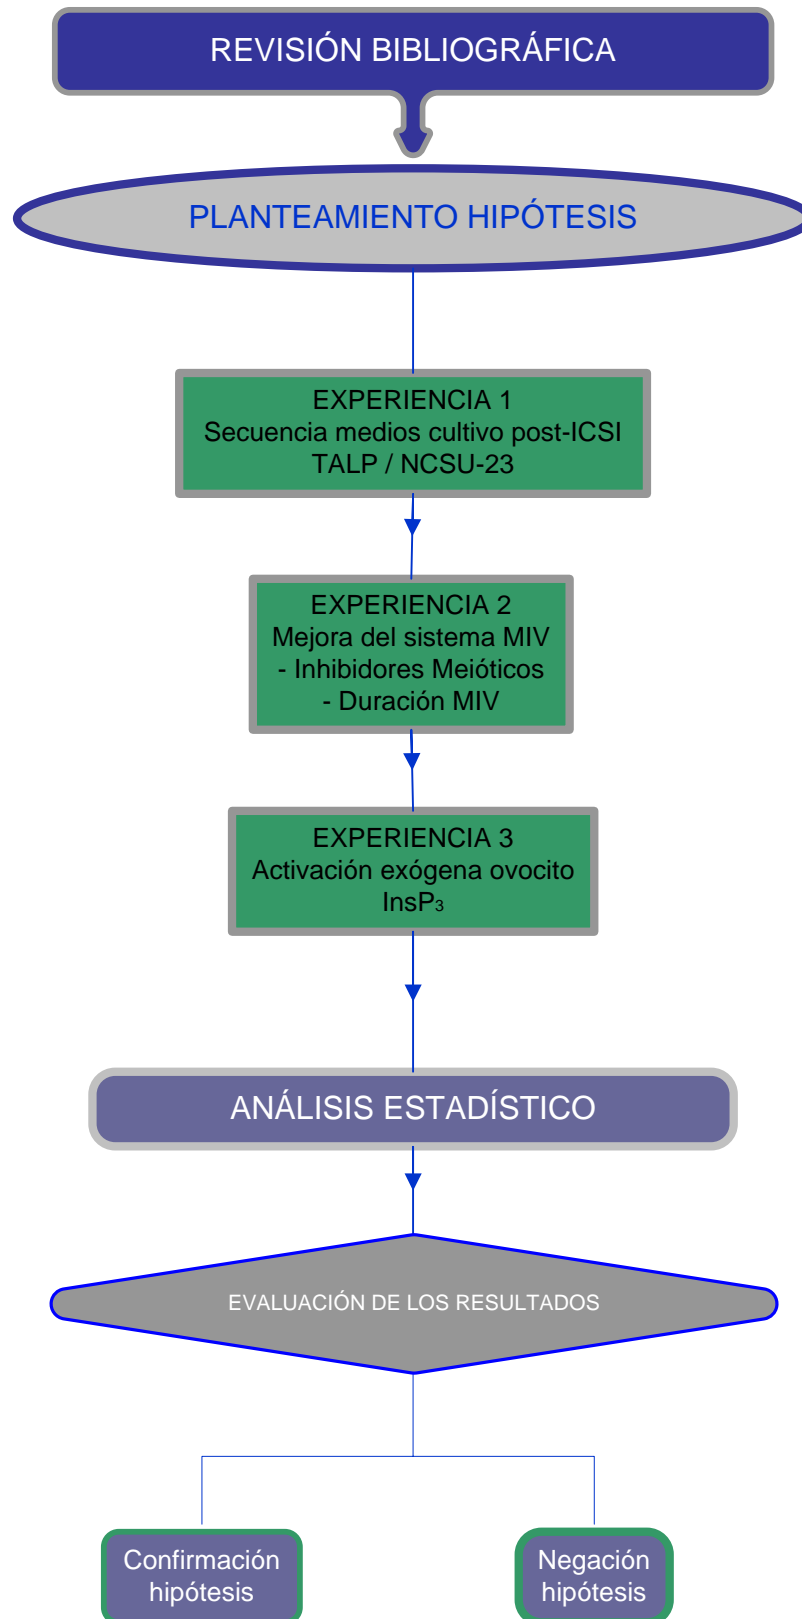 REVISIÓN BIBLIOGRÁFICA
PLANTEAMIENTO HIPÓTESIS
EXPERIENCIA 1
Secuencia medios cultivo post-ICSI
TALP / NCSU-23
EXPERIENCIA 2
Mejora del sistema MIV
- Inhibidores Meióticos
- Duración MIV
EXPERIENCIA 3
Activación exógena ovocito
InsP₃
ANÁLISIS ESTADÍSTICO
EVALUACIÓN DE LOS RESULTADOS
Confirmación
hipótesis
Negación
hipótesis